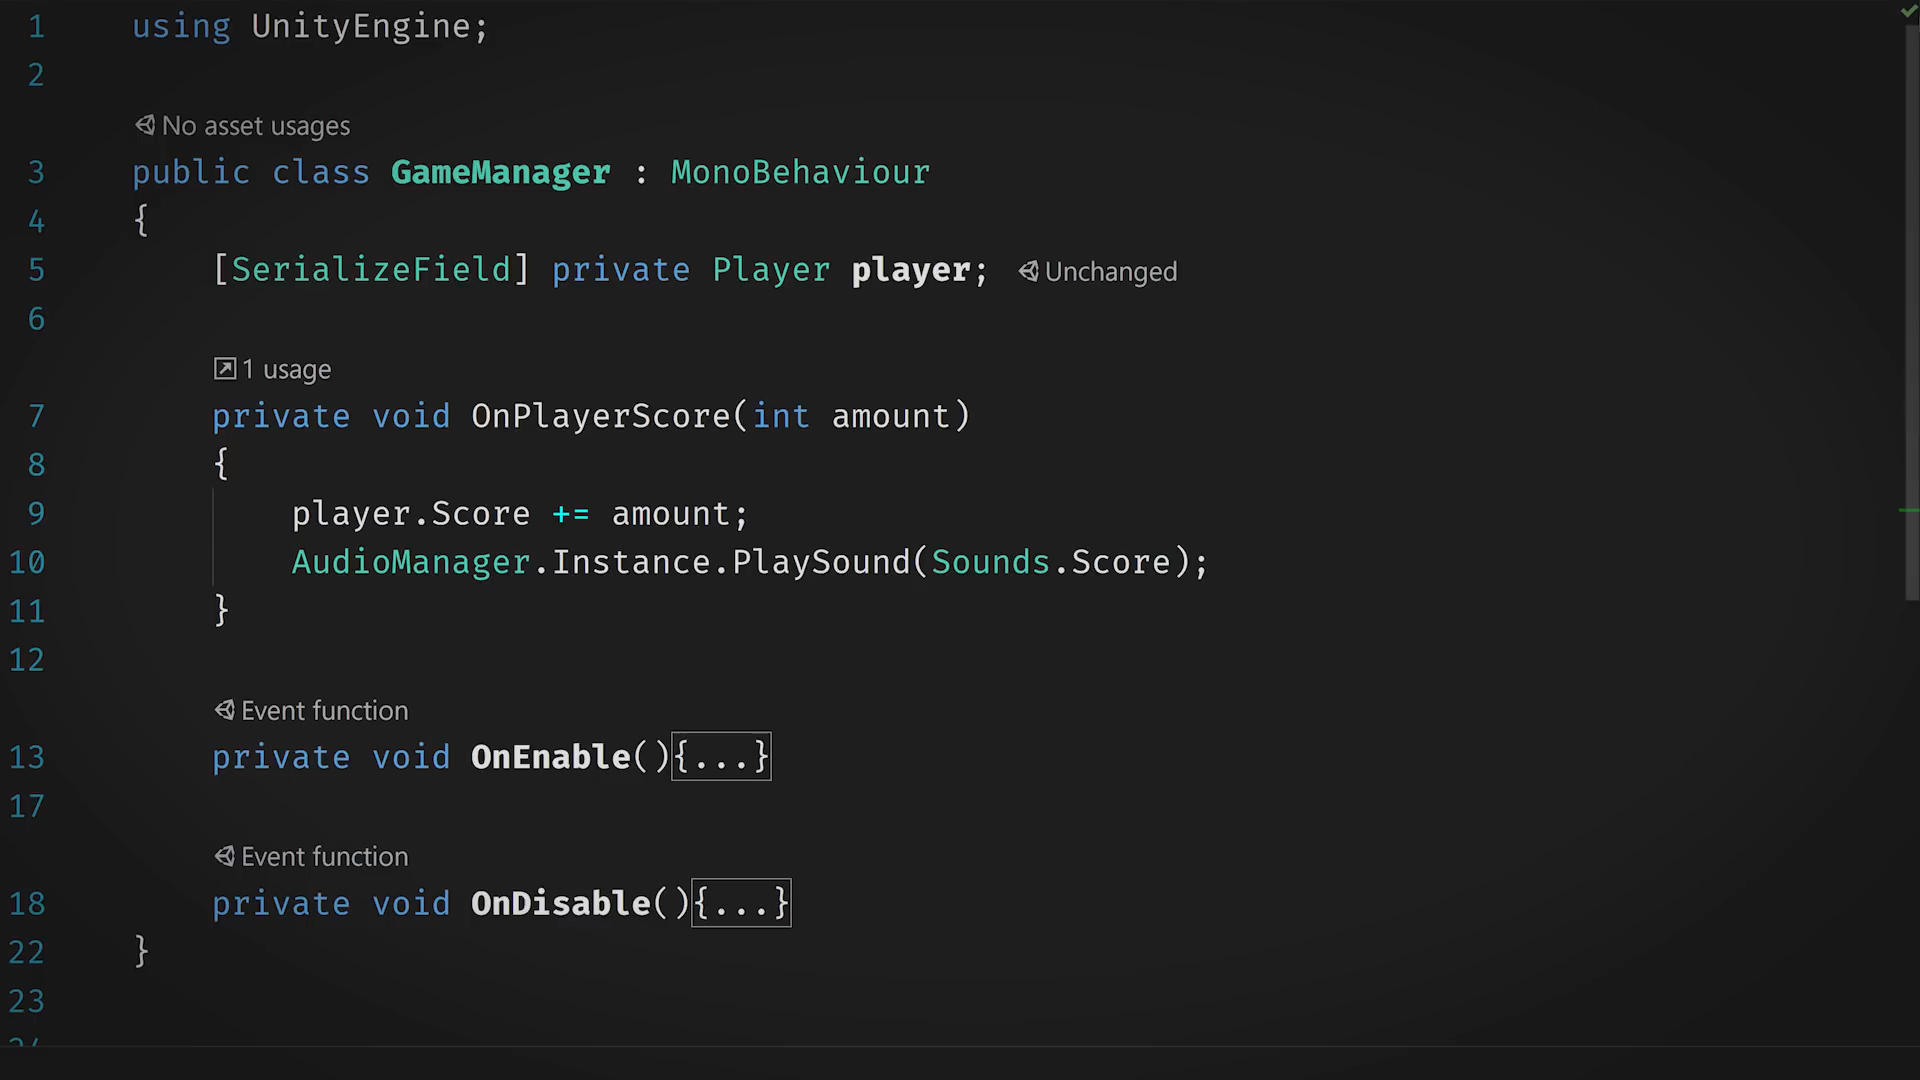 1 using UnityEngine;
2
No asset usages
3 public class GameManager : MonoBehaviour
4 {
5 [SerializeField] private Player player; Unchanged
6
1 usage
7 private void OnPlayerScore(int amount)
8 {
9 player.Score += amount;
10 AudioManager.Instance.PlaySound(Sounds.Score);
11 }
12
Event function
13 private void OnEnable(){...}
17
Event function
18 private void OnDisable(){...}
22 }
23